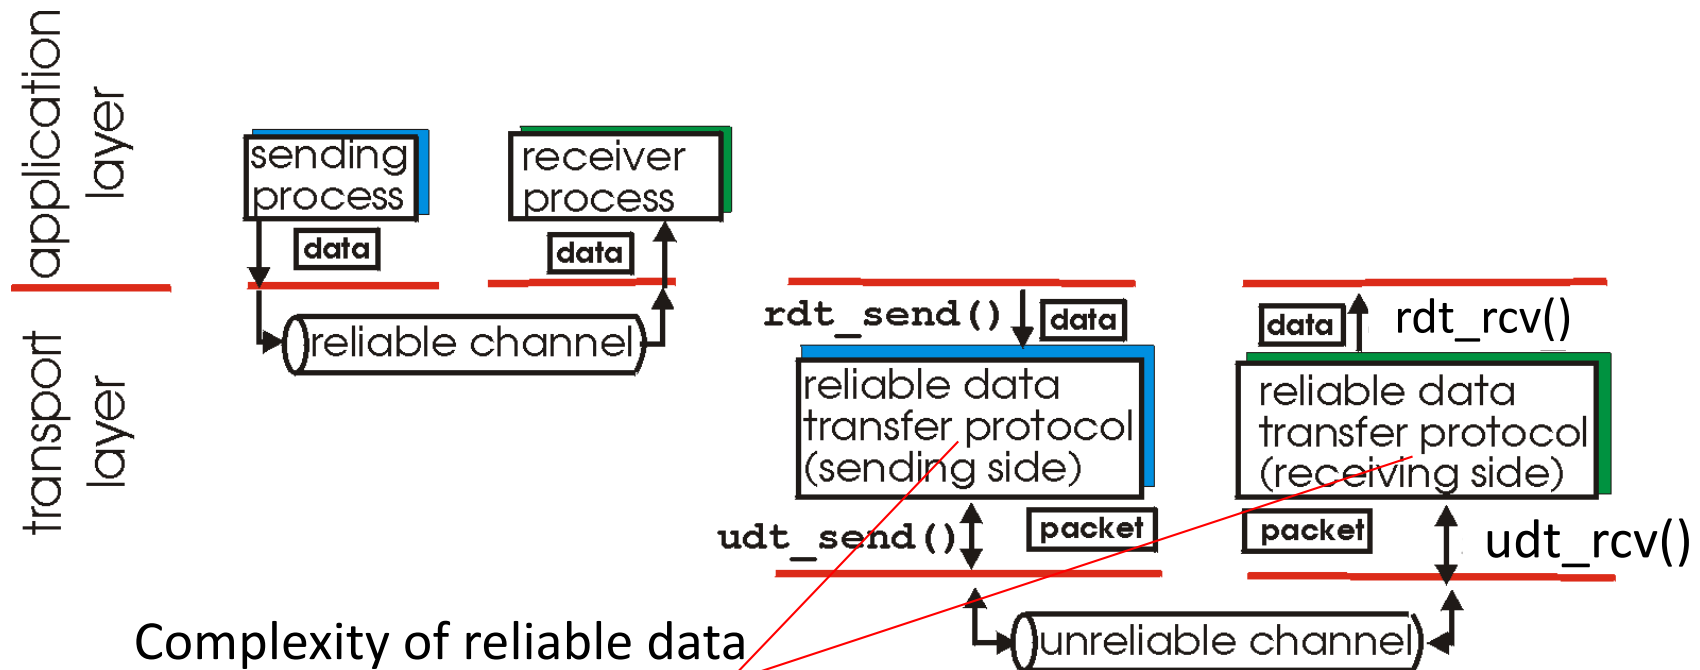 application
layer
transport
layer
sending
process
receiver
process
data
data
reliable channel
rdt_send()
data
data
rdt_rcv()
reliable data
transfer protocol
(sending side)
reliable data
transfer protocol
(receiving side)
udt_send()
packet
packet
udt_rcv()
unreliable channel
Complexity of reliable data